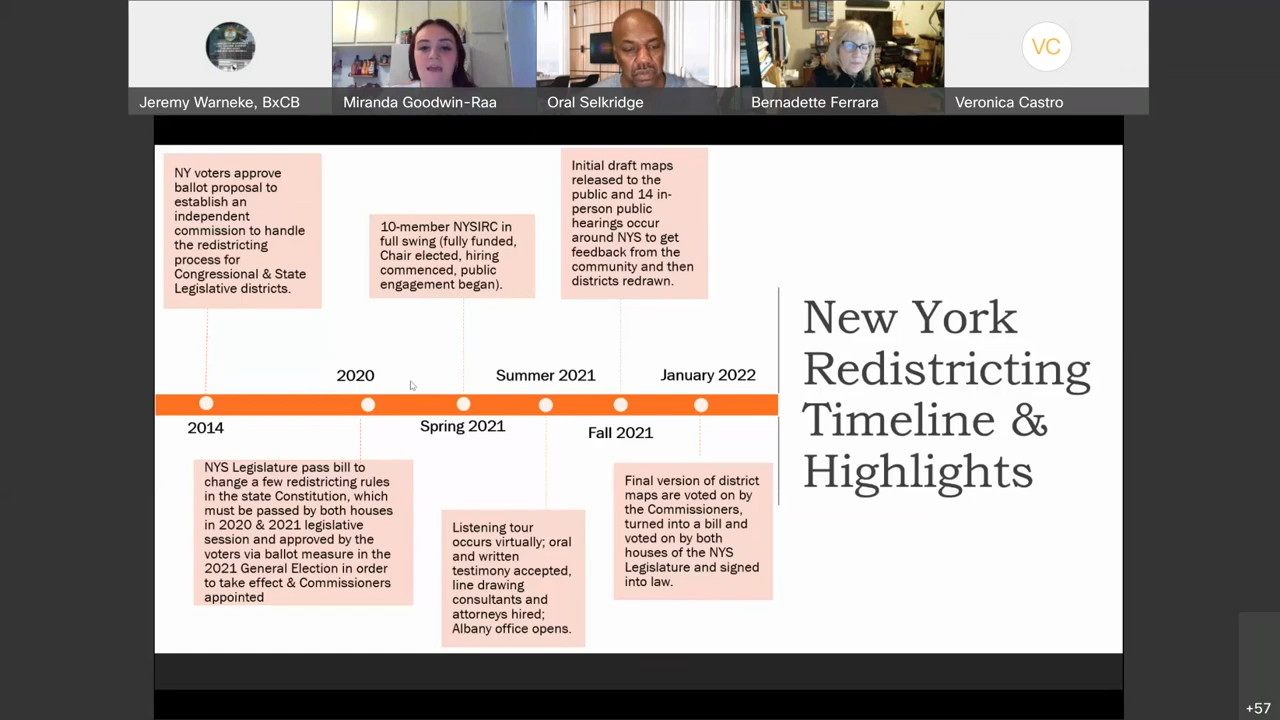 Jeremy Warneke, BxCB
Miranda Goodwin-Raa
Oral Selkridge
Bernadette Ferrara
VC
Veronica Castro
NY voters approve
ballot proposal to
establish an
independent
commission to handle
the redistricting
process for
Congressional & State
Legislative districts.
10-member NYSIRC in
full swing (fully funded,
Chair elected, hiring
commenced, public
engagement began).
Initial draft maps
released to the
public and 14 in-
person public
hearings occur
around NYS to get
feedback from the
community and then
districts redrawn.
2020
Summer 2021
January 2022
2014
Spring 2021
Fall 2021
NYS Legislature pass bill to
change a few redistricting rules
in the state Constitution, which
must be passed by both houses
in 2020 & 2021 legislative
session and approved by the
voters via ballot measure in the
2021 General Election in order
to take effect & Commissioners
appointed
Listening tour
occurs virtually; oral
and written
testimony accepted,
line drawing
consultants and
attorneys hired;
Albany office opens.
Final version of district
maps are voted on by
the Commissioners,
turned into a bill and
voted on by both
houses of the NYS
Legislature and signed
into law.
New York
Redistricting
Timeline &
Highlights
+57